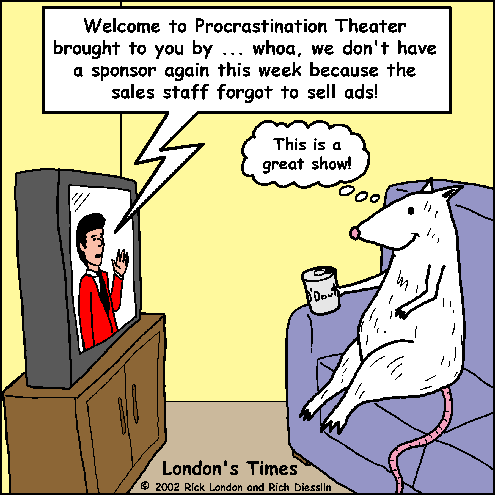 Welcome to Procrastination Theater
brought to you by ... whoa, we don't have
a sponsor again this week because the
sales staff forgot to sell ads!
This is a
great show!
London's Times
© 2002 Rick London and Rich Diesslin